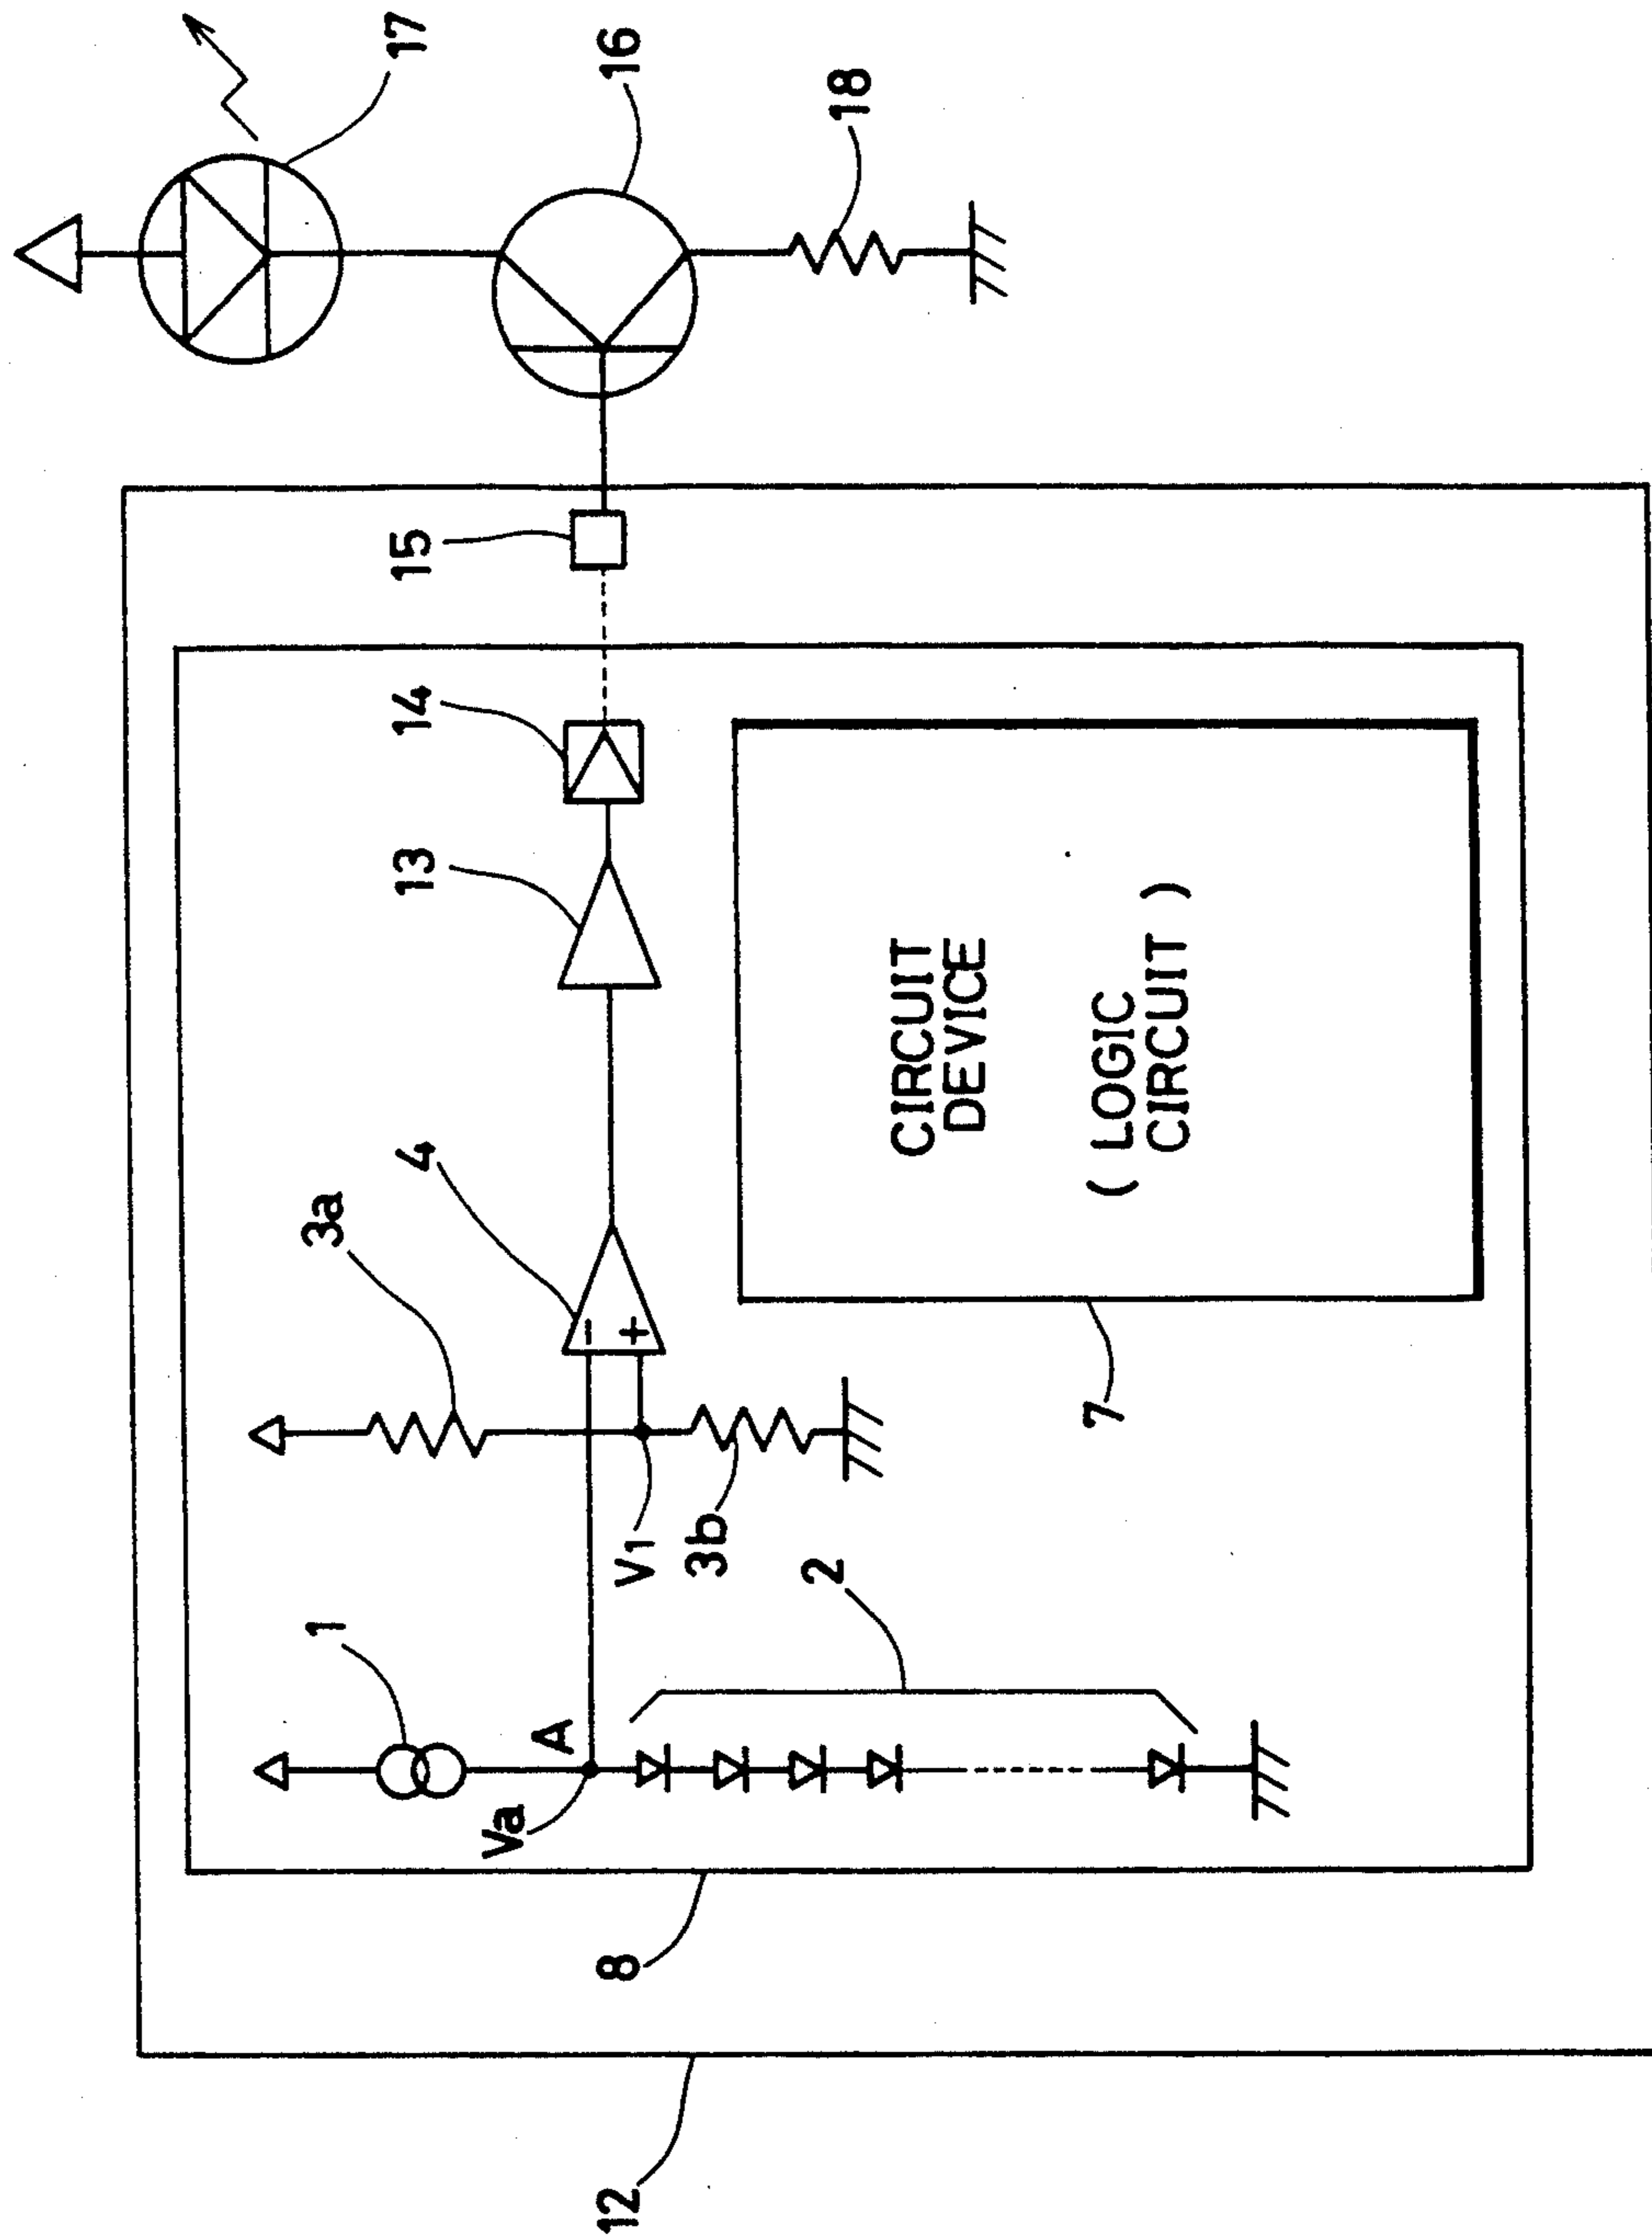 17
16
18
15
14
13
4
3a
CIRCUIT
DEVICE
( LOGIC
CIRCUIT )
−
+
V1
3b
7
1
A
Va
2
8
12